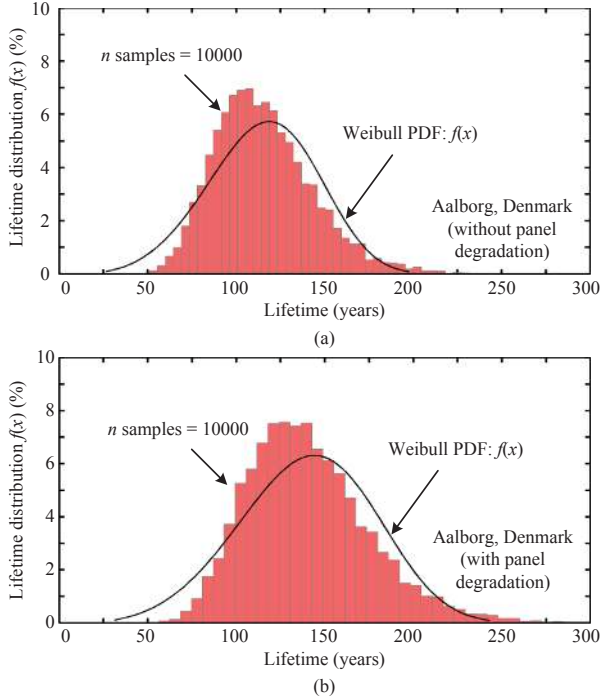 10
8
6
4
2
0
Lifetime distribution f(x) (%)
n samples = 10000
Weibull PDF: f(x)
Aalborg, Denmark
(without panel
degradation)
0 50 100 150 200 250 300
Lifetime (years)
(a)
10
8
6
4
2
0
Lifetime distribution f(x) (%)
n samples = 10000
Weibull PDF: f(x)
Aalborg, Denmark
(with panel
degradation)
0 50 100 150 200 250 300
Lifetime (years)
(b)